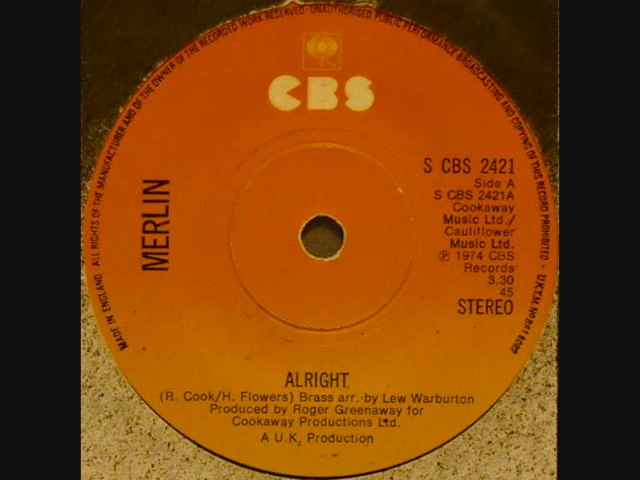 ALL RIGHTS OF THE MANUFACTURER AND OF THE OWNER OF THE RECORDED WORK RESERVED · UNAUTHORISED PUBLIC PERFORMANCE BROADCASTING AND COPYING OF THIS RECORD PROHIBITED ·
CBS
S CBS 2421
Side A
S CBS 2421A
Cookaway
Music Ltd./
Cauliflower
Music Ltd.
℗ 1974 CBS
Records
3.30
45
STEREO
MERLIN
MADE IN ENGLAND
ALRIGHT
(R. Cook/H. Flowers) Brass arr. by Lew Warburton
Produced by Roger Greenaway for
Cookaway Productions Ltd.
A U.K. Production